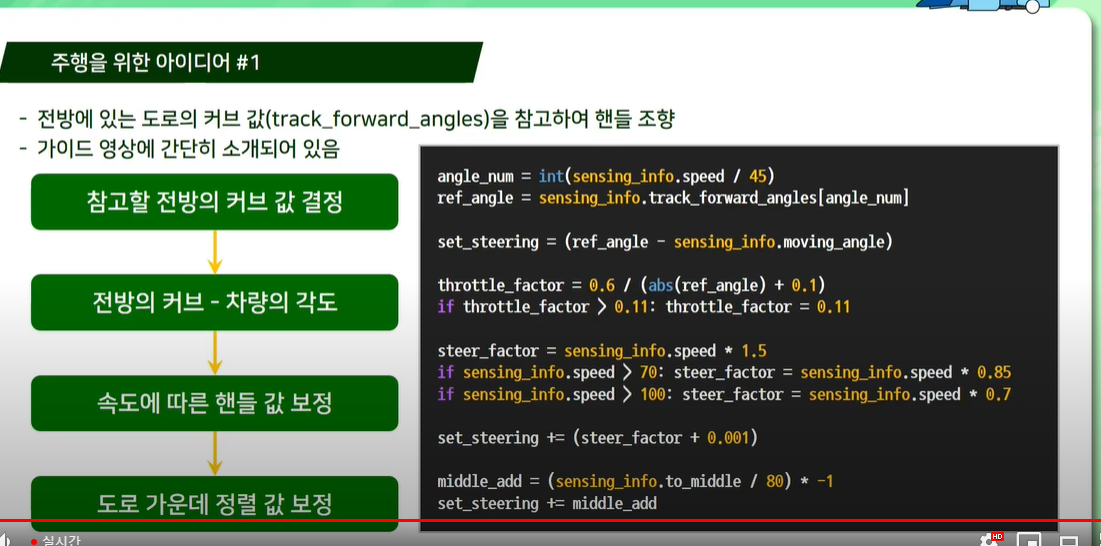 주행을 위한 아이디어 #1
- 전방에 있는 도로의 커브 값(track_forward_angles)을 참고하여 핸들 조향
- 가이드 영상에 간단히 소개되어 있음
참고할 전방의 커브 값 결정
전방의 커브 - 차량의 각도
속도에 따른 핸들 값 보정
도로 가운데 정렬 값 보정
angle_num = int(sensing_info.speed / 45)
ref_angle = sensing_info.track_forward_angles[angle_num]
set_steering = (ref_angle - sensing_info.moving_angle)
throttle_factor = 0.6 / (abs(ref_angle) + 0.1)
if throttle_factor > 0.11: throttle_factor = 0.11
steer_factor = sensing_info.speed * 1.5
if sensing_info.speed > 70: steer_factor = sensing_info.speed * 0.85
if sensing_info.speed > 100: steer_factor = sensing_info.speed * 0.7
set_steering += (steer_factor + 0.001)
middle_add = (sensing_info.to_middle / 80) * -1
set_steering += middle_add
실시간
HD